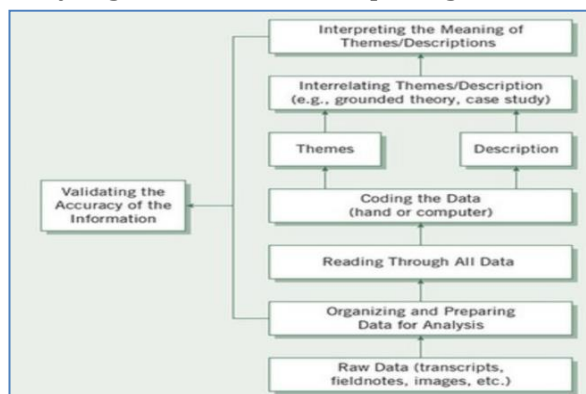 Interpreting the Meaning of
Themes/Descriptions
Interrelating Themes/Description
(e.g., grounded theory, case study)
Themes
Description
Validating the
Accuracy of the
Information
Coding the Data
(hand or computer)
Reading Through All Data
Organizing and Preparing
Data for Analysis
Raw Data (transcripts,
fieldnotes, images, etc.)